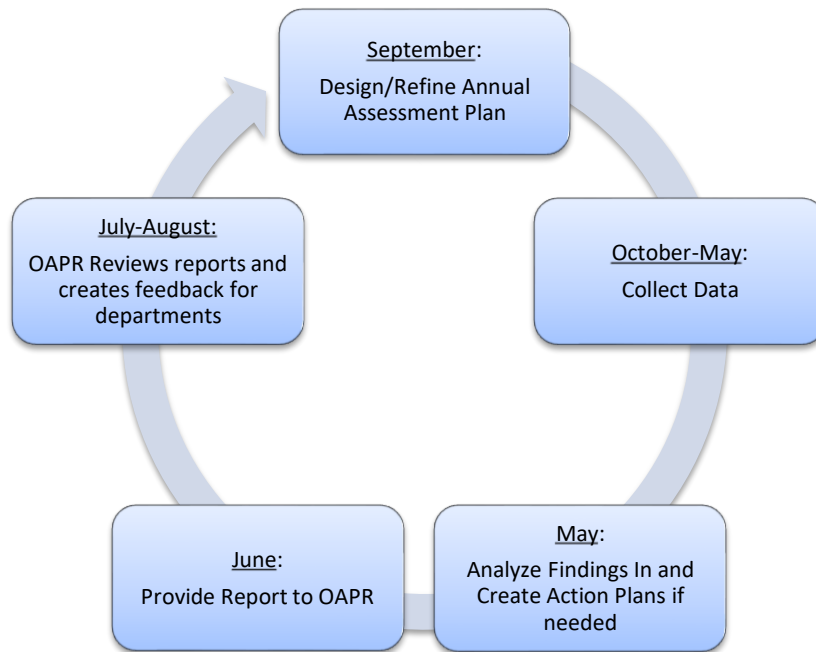 September:
Design/Refine Annual
Assessment Plan
October-May:
Collect Data
May:
Analyze Findings In and
Create Action Plans if
needed
June:
Provide Report to OAPR
July-August:
OAPR Reviews reports and
creates feedback for
departments